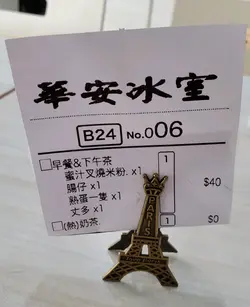 華安冰室
B24 No.006
早餐&下午茶 1
蜜汁叉燒米粉. x1
腸仔 x1 $40
熟蛋一隻 x1
丈多 x1
(熱)奶茶. 1 $0
PARIS